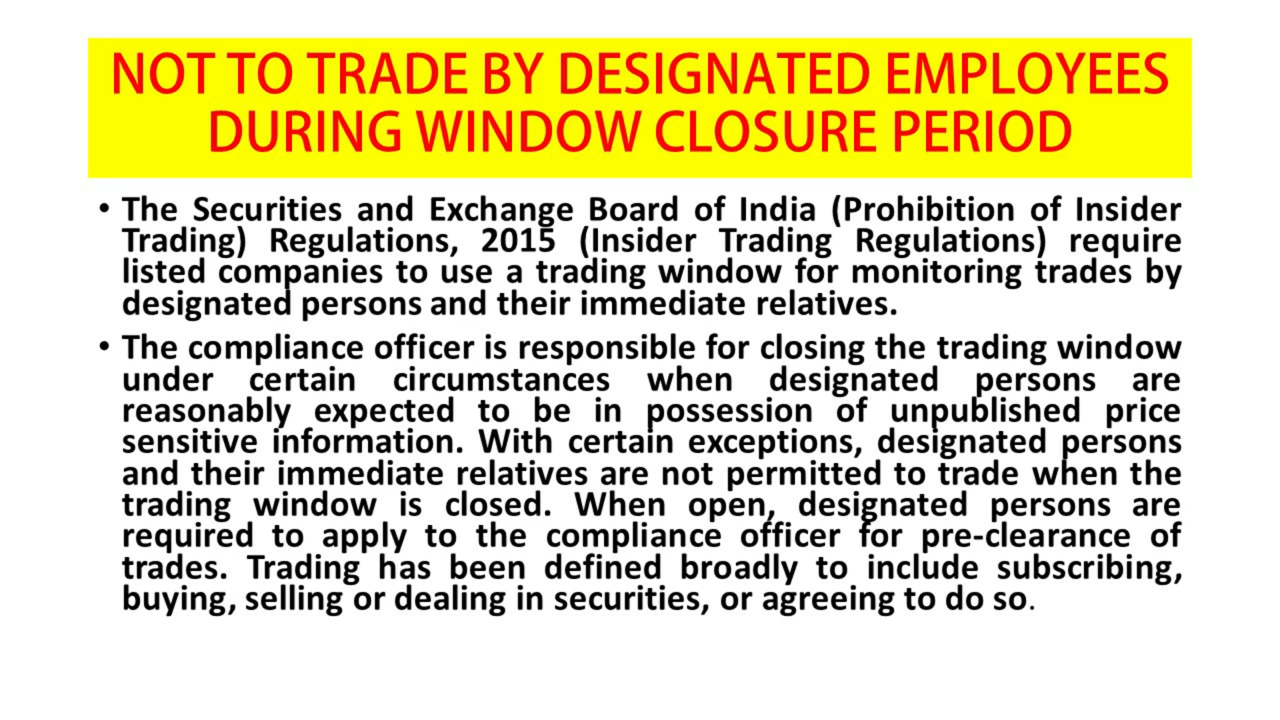 NOT TO TRADE BY DESIGNATED EMPLOYEES
DURING WINDOW CLOSURE PERIOD
• The Securities and Exchange Board of India (Prohibition of Insider
Trading) Regulations, 2015 (Insider Trading Regulations) require
listed companies to use a trading window for monitoring trades by
designated persons and their immediate relatives.
• The compliance officer is responsible for closing the trading window
under certain circumstances when designated persons are
reasonably expected to be in possession of unpublished price
sensitive information. With certain exceptions, designated persons
and their immediate relatives are not permitted to trade when the
trading window is closed. When open, designated persons are
required to apply to the compliance officer for pre-clearance of
trades. Trading has been defined broadly to include subscribing,
buying, selling or dealing in securities, or agreeing to do so.